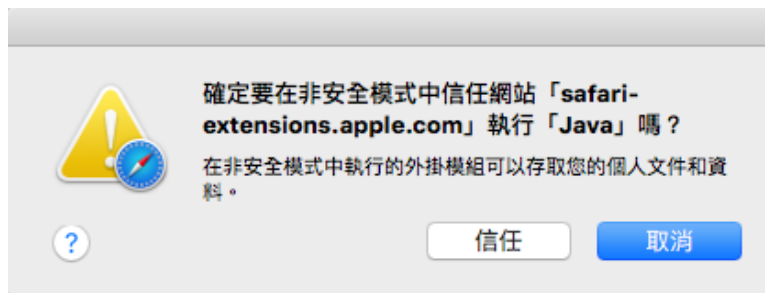 確定要在非安全模式中信任網站「safari-
extensions.apple.com」執行「Java」嗎？
在非安全模式中執行的外掛模組可以存取您的個人文件和資
料。
?
信任
取消